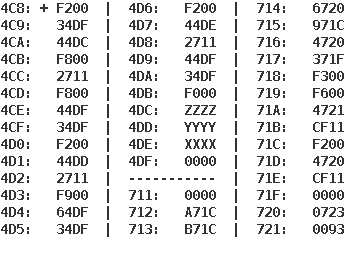 4C8: + F200 | 4D6: F200 | 714: 6720
4C9: 34DF | 4D7: 44DE | 715: 971C
4CA: 44DC | 4D8: 2711 | 716: 4720
4CB: F800 | 4D9: 44DF | 717: 371F
4CC: 2711 | 4DA: 34DF | 718: F300
4CD: F800 | 4DB: F000 | 719: F600
4CE: 44DF | 4DC: ZZZZ | 71A: 4721
4CF: 34DF | 4DD: YYYY | 71B: CF11
4D0: F200 | 4DE: XXXX | 71C: F200
4D1: 44DD | 4DF: 0000 | 71D: 4720
4D2: 2711 | ----------- | 71E: CF11
4D3: F900 | 711: 0000 | 71F: 0000
4D4: 64DF | 712: A71C | 720: 0723
4D5: 34DF | 713: B71C | 721: 0093